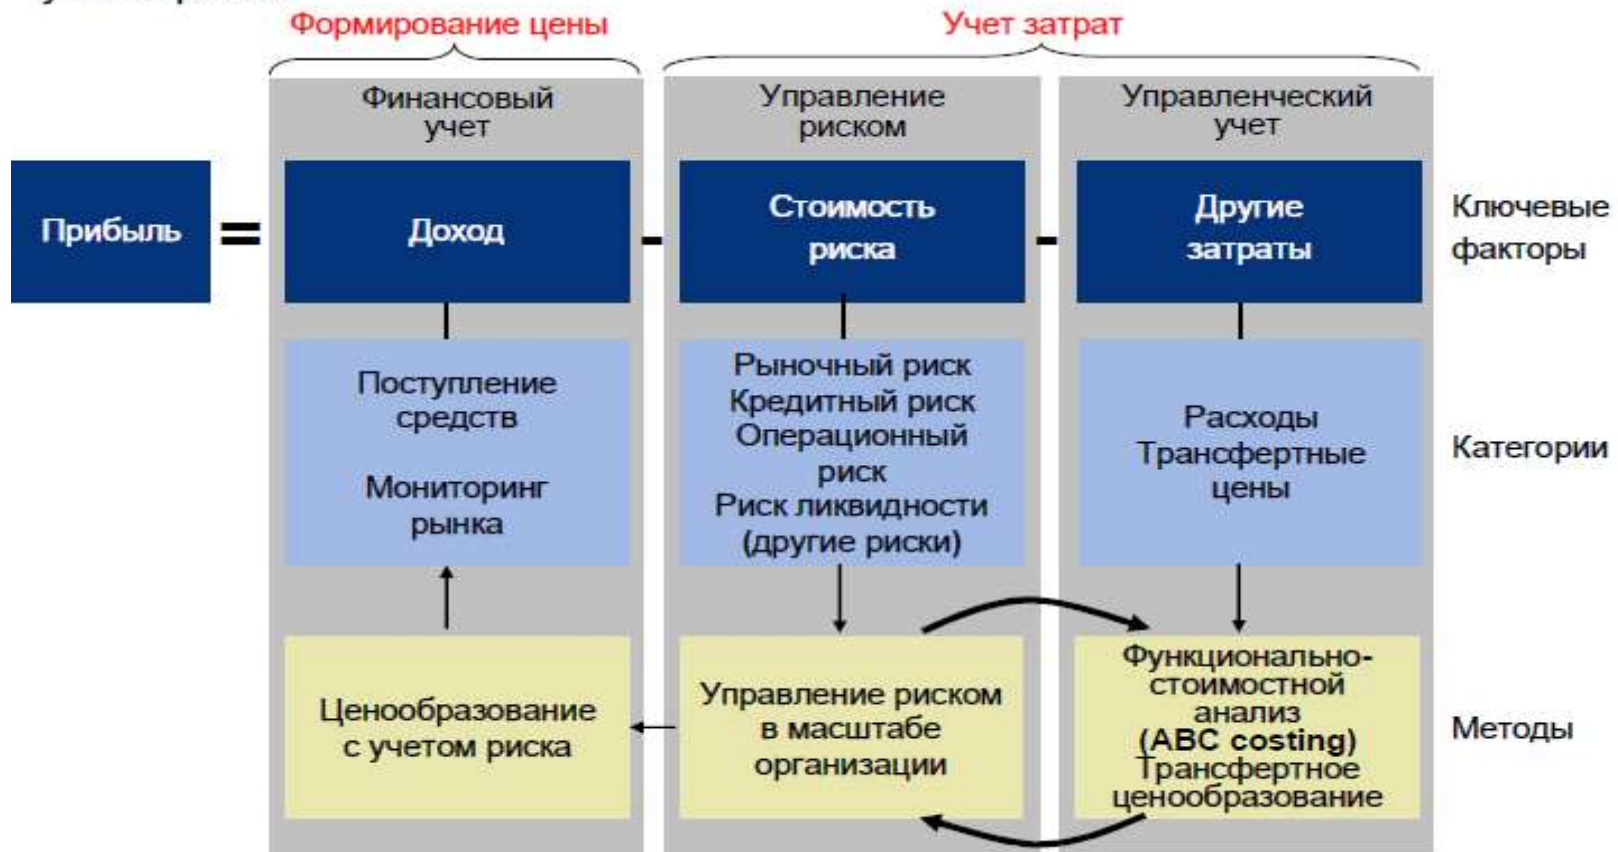 Формирование цены
Учет затрат
Финансовый
учет
Управление
риском
Управленческий
учет
Прибыль
=
Доход
-
Стоимость
риска
-
Другие
затраты
Ключевые
факторы
Поступление
средств
Мониторинг
рынка
Рыночный риск
Кредитный риск
Операционный
риск
Риск ликвидности
(другие риски)
Расходы
Трансфертные
цены
Категории
Ценообразование
с учетом риска
Управление риском
в масштабе
организации
Функционально-
стоимостной
анализ
(ABC costing)
Трансфертное
ценообразование
Методы